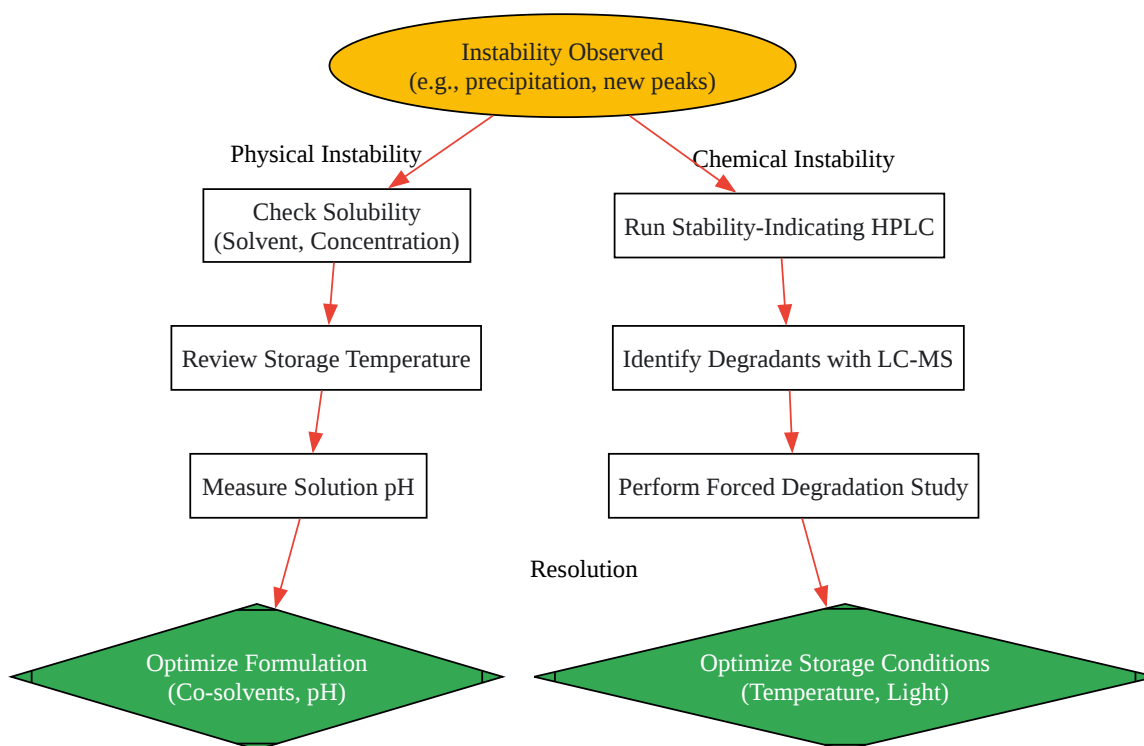 Instability Observed
(e.g., precipitation, new peaks)
Physical Instability
Chemical Instability
Check Solubility
(Solvent, Concentration)
Run Stability-Indicating HPLC
Review Storage Temperature
Identify Degradants with LC-MS
Measure Solution pH
Perform Forced Degradation Study
Resolution
Optimize Formulation
(Co-solvents, pH)
Optimize Storage Conditions
(Temperature, Light)